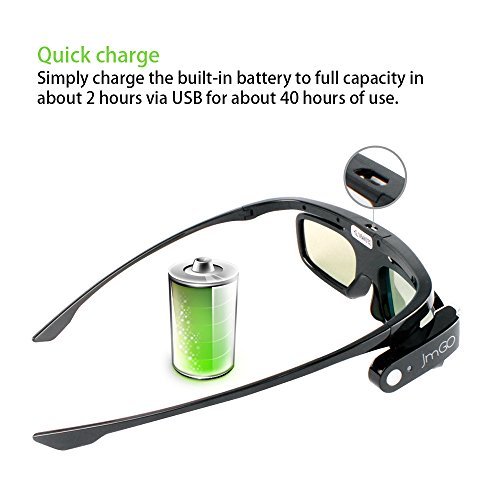 Quick charge
Simply charge the built-in battery to full capacity in
about 2 hours via USB for about 40 hours of use.
JmGO